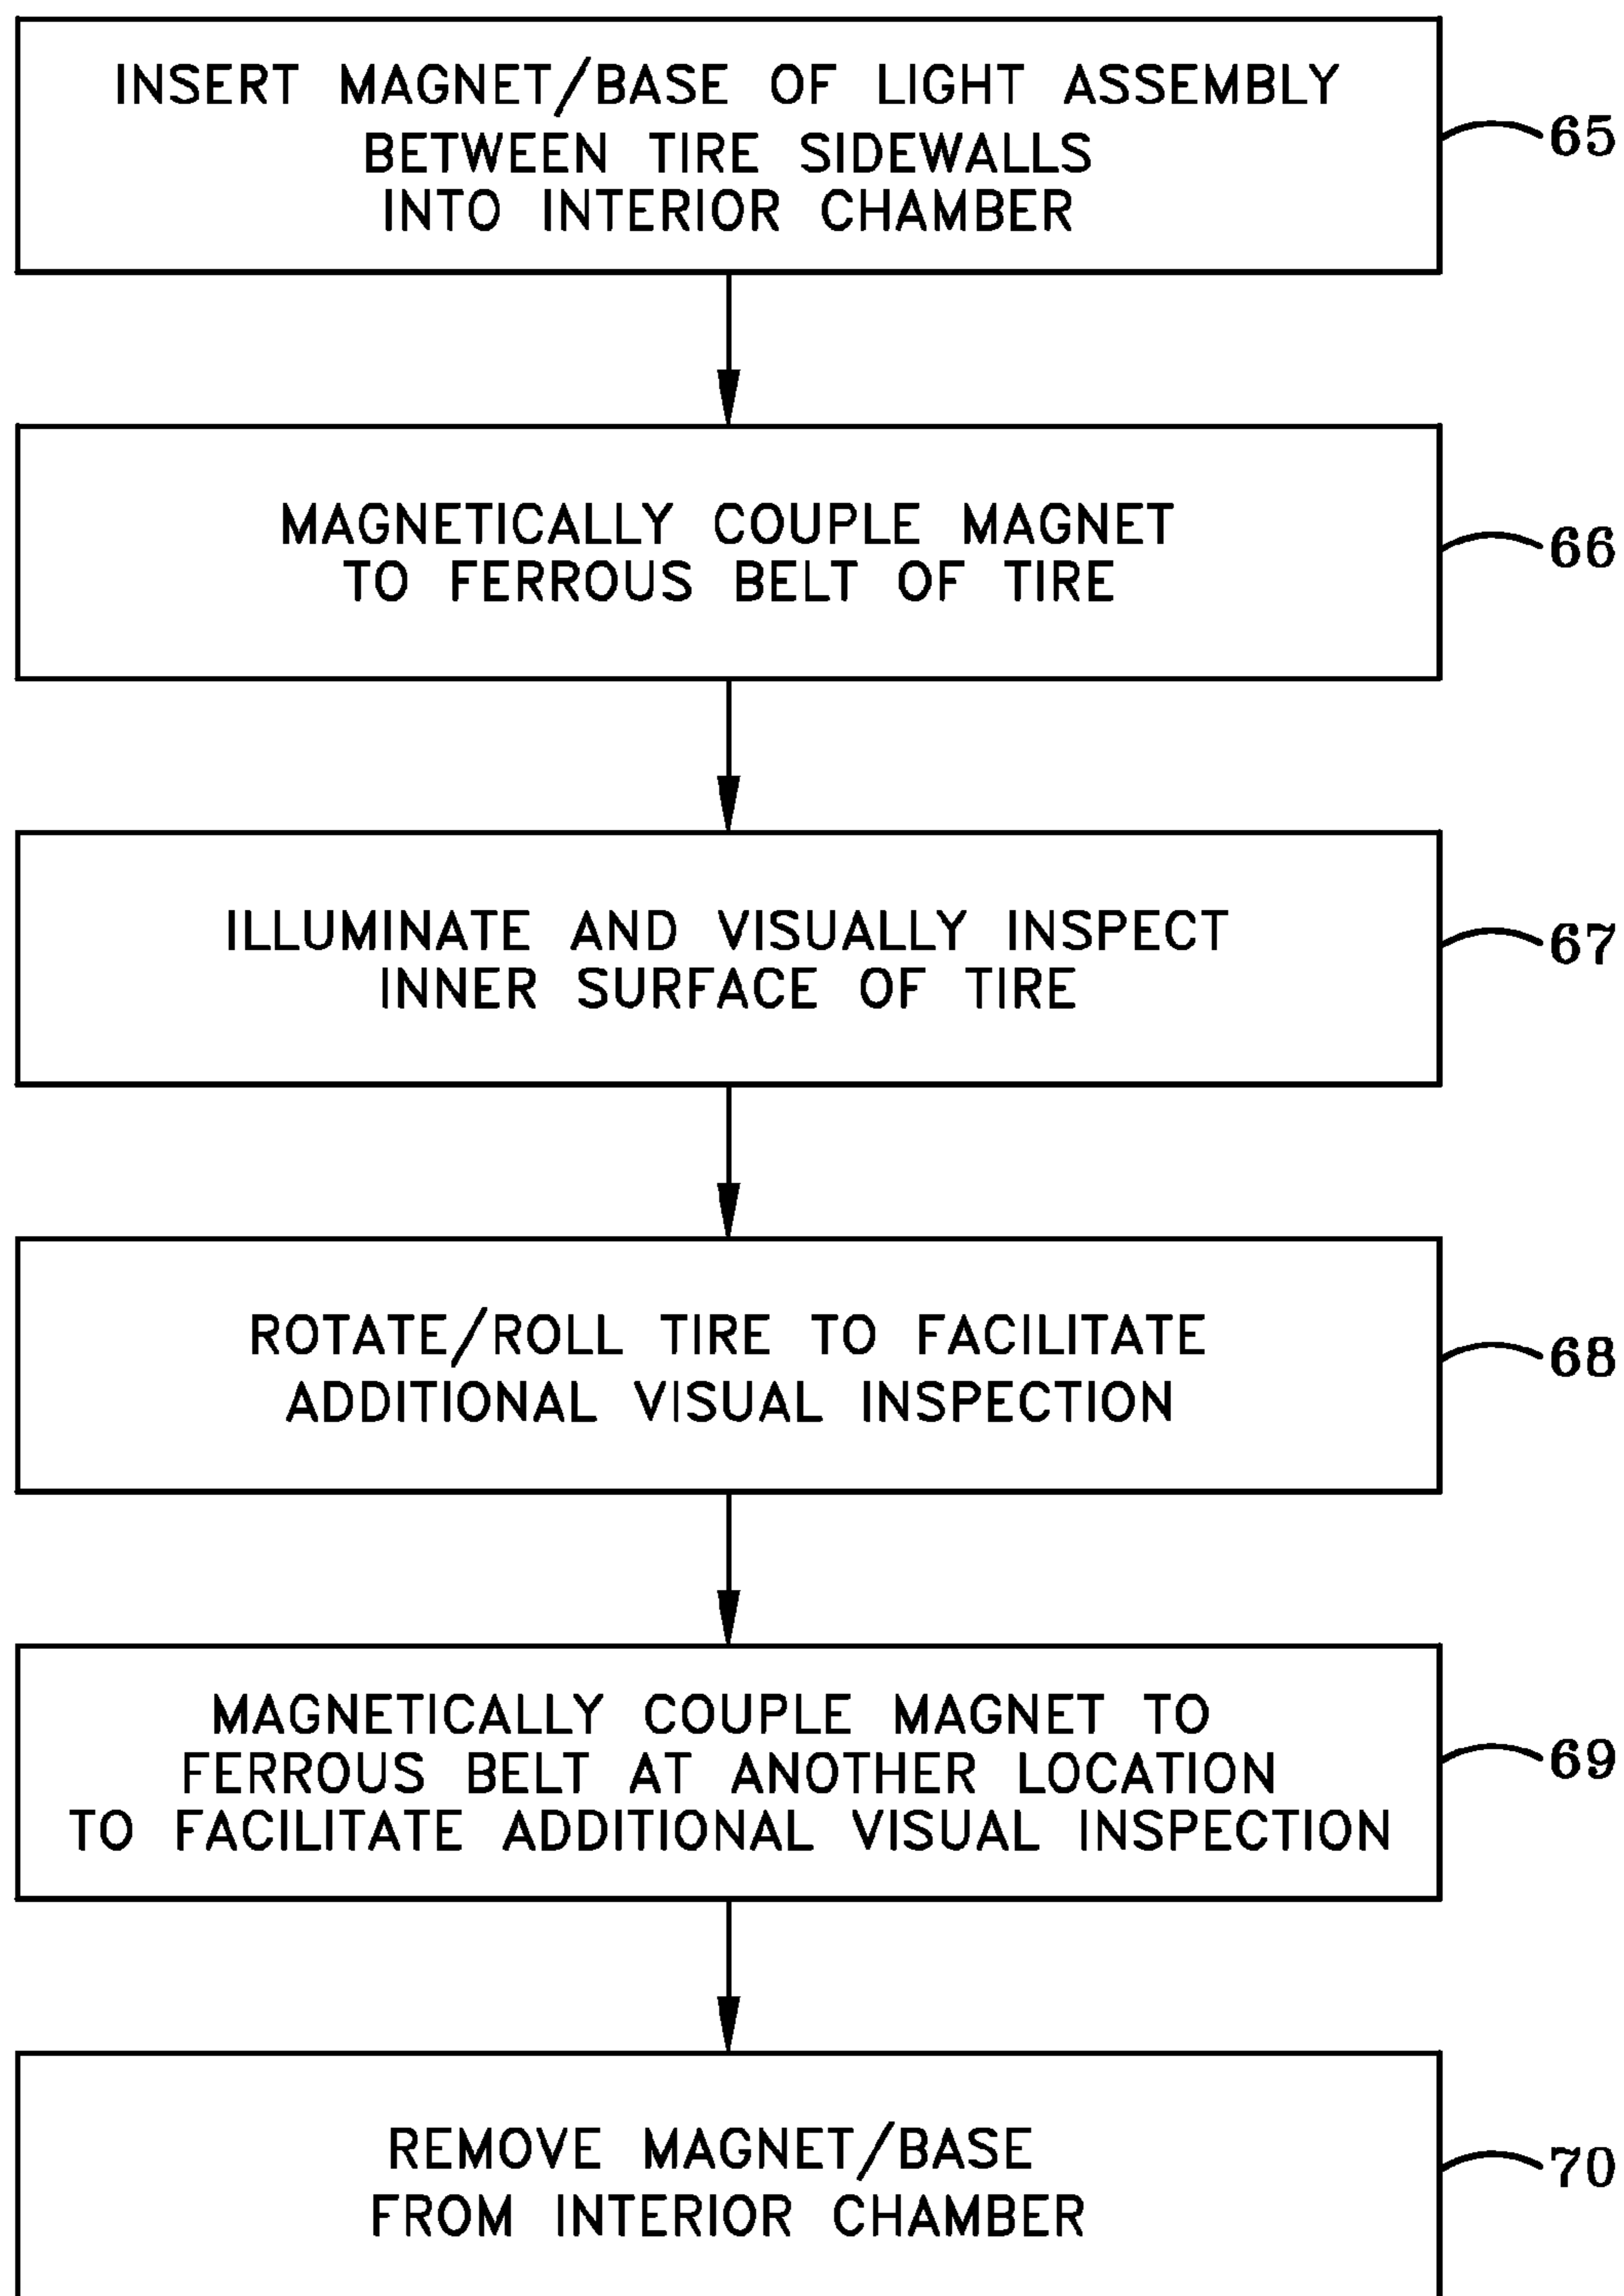 INSERT MAGNET/BASE OF LIGHT ASSEMBLY
BETWEEN TIRE SIDEWALLS
INTO INTERIOR CHAMBER
65
MAGNETICALLY COUPLE MAGNET
TO FERROUS BELT OF TIRE
66
ILLUMINATE AND VISUALLY INSPECT
INNER SURFACE OF TIRE
67
ROTATE/ROLL TIRE TO FACILITATE
ADDITIONAL VISUAL INSPECTION
68
MAGNETICALLY COUPLE MAGNET TO
FERROUS BELT AT ANOTHER LOCATION
TO FACILITATE ADDITIONAL VISUAL INSPECTION
69
REMOVE MAGNET/BASE
FROM INTERIOR CHAMBER
70